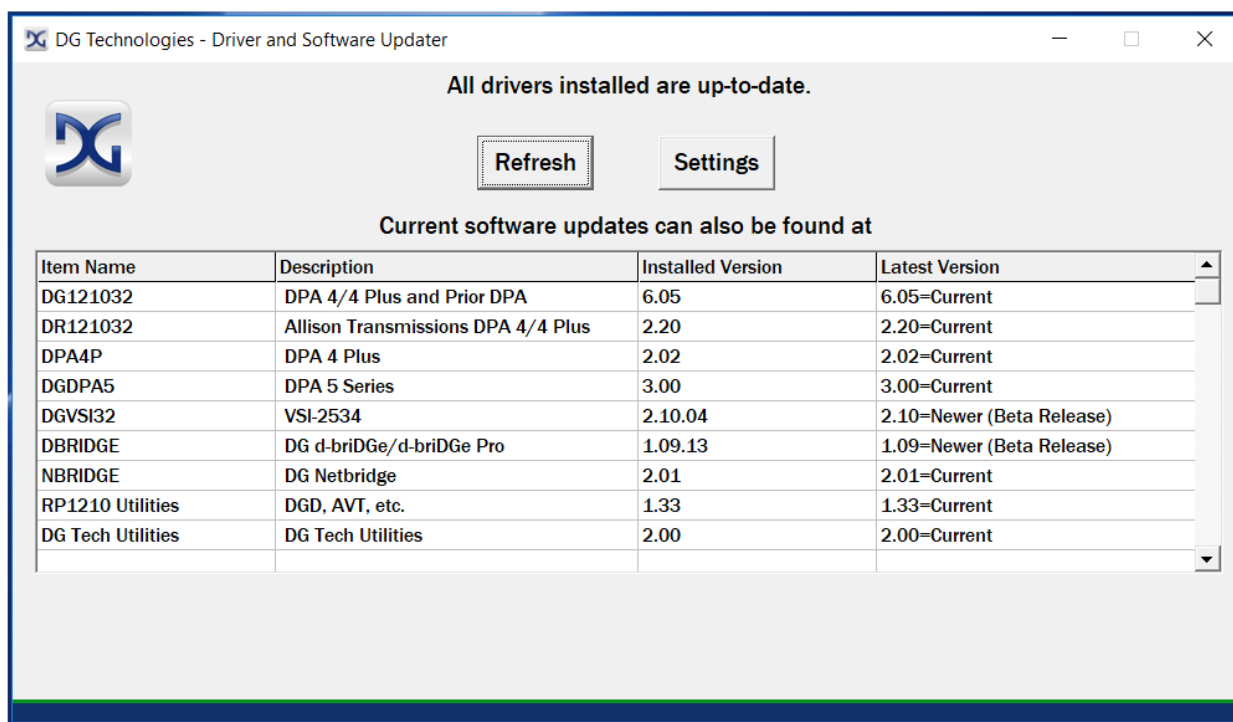 DG Technologies - Driver and Software Updater
All drivers installed are up-to-date.
DG
Refresh Settings
Current software updates can also be found at
Item Name Description Installed Version Latest Version
DG121032 DPA 4/4 Plus and Prior DPA 6.05 6.05=Current
DR121032 Allison Transmissions DPA 4/4 Plus 2.20 2.20=Current
DPA4P DPA 4 Plus 2.02 2.02=Current
DGDPA5 DPA 5 Series 3.00 3.00=Current
DGVSI32 VSI-2534 2.10.04 2.10=Newer (Beta Release)
DBRIDGE DG d-briDGe/d-briDGe Pro 1.09.13 1.09=Newer (Beta Release)
NBRIDGE DG Netbridge 2.01 2.01=Current
RP1210 Utilities DGD, AVT, etc. 1.33 1.33=Current
DG Tech Utilities DG Tech Utilities 2.00 2.00=Current